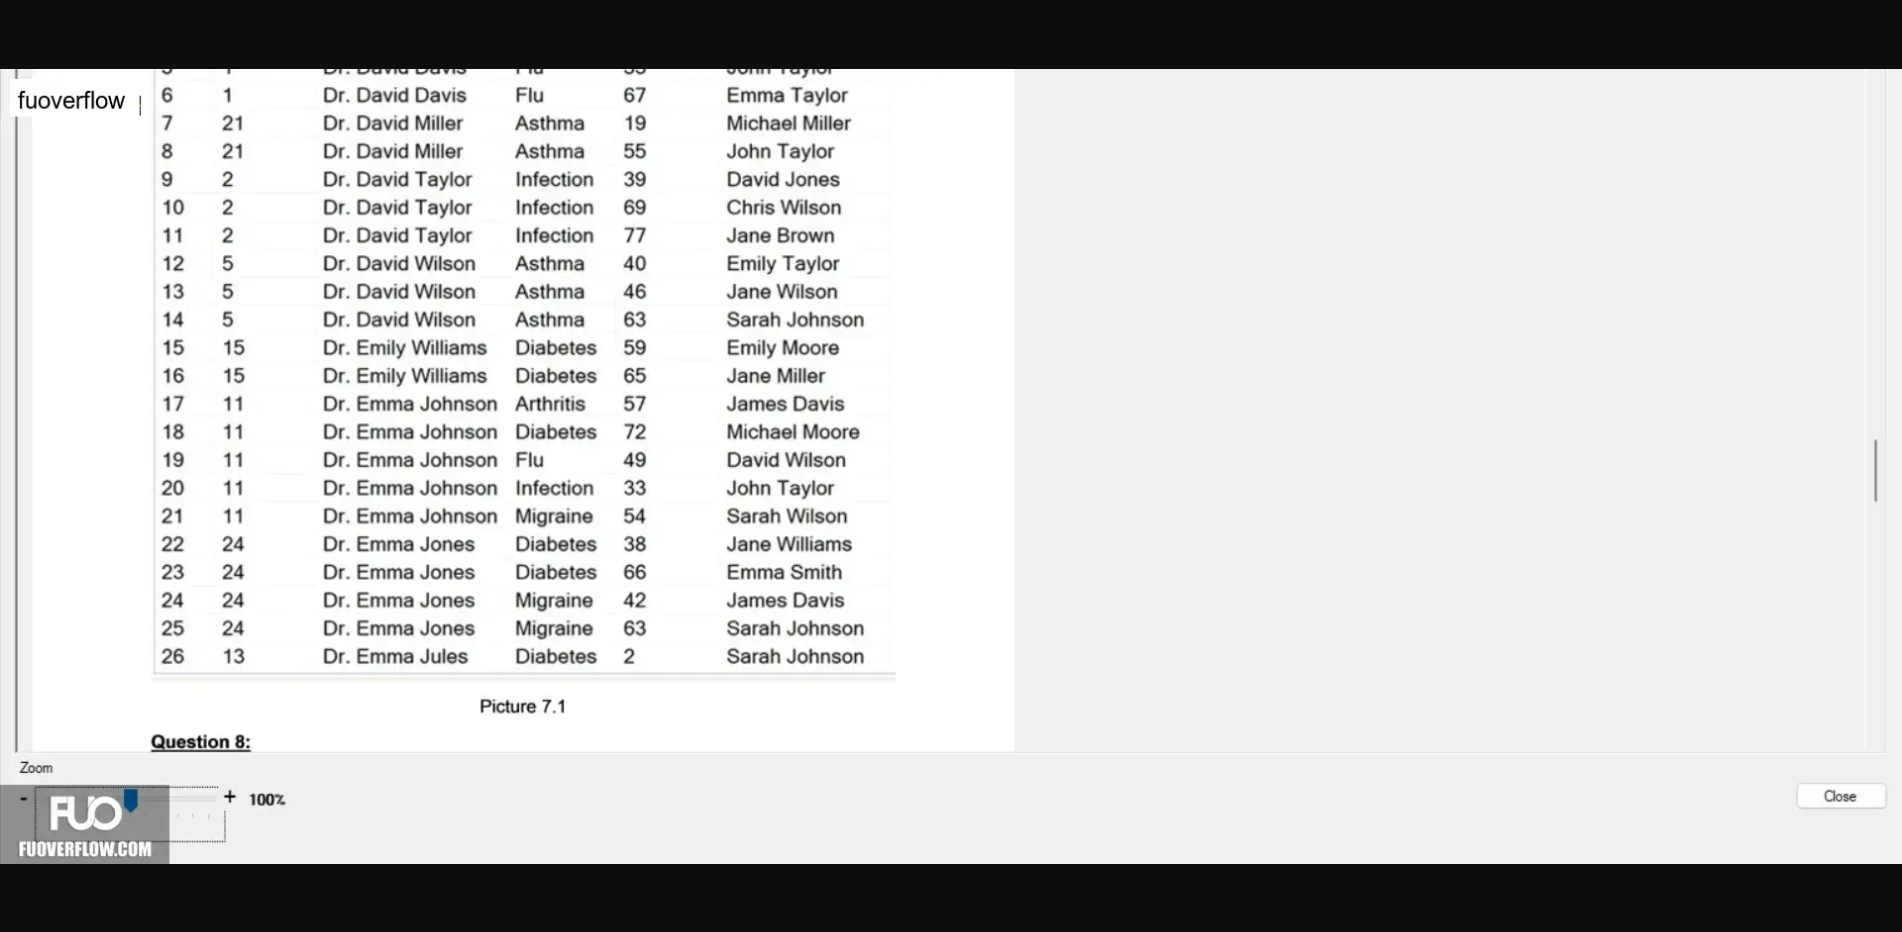 fuoverflow
6 1 Dr. David Davis Flu 67 Emma Taylor
7 21 Dr. David Miller Asthma 19 Michael Miller
8 21 Dr. David Miller Asthma 55 John Taylor
9 2 Dr. David Taylor Infection 39 David Jones
10 2 Dr. David Taylor Infection 69 Chris Wilson
11 2 Dr. David Taylor Infection 77 Jane Brown
12 5 Dr. David Wilson Asthma 40 Emily Taylor
13 5 Dr. David Wilson Asthma 46 Jane Wilson
14 5 Dr. David Wilson Asthma 63 Sarah Johnson
15 15 Dr. Emily Williams Diabetes 59 Emily Moore
16 15 Dr. Emily Williams Diabetes 65 Jane Miller
17 11 Dr. Emma Johnson Arthritis 57 James Davis
18 11 Dr. Emma Johnson Diabetes 72 Michael Moore
19 11 Dr. Emma Johnson Flu 49 David Wilson
20 11 Dr. Emma Johnson Infection 33 John Taylor
21 11 Dr. Emma Johnson Migraine 54 Sarah Wilson
22 24 Dr. Emma Jones Diabetes 38 Jane Williams
23 24 Dr. Emma Jones Diabetes 66 Emma Smith
24 24 Dr. Emma Jones Migraine 42 James Davis
25 24 Dr. Emma Jones Migraine 63 Sarah Johnson
26 13 Dr. Emma Jules Diabetes 2 Sarah Johnson
Picture 7.1
Question 8:
Zoom
- + 100%
Close
FUO
FUOVERFLOW.COM